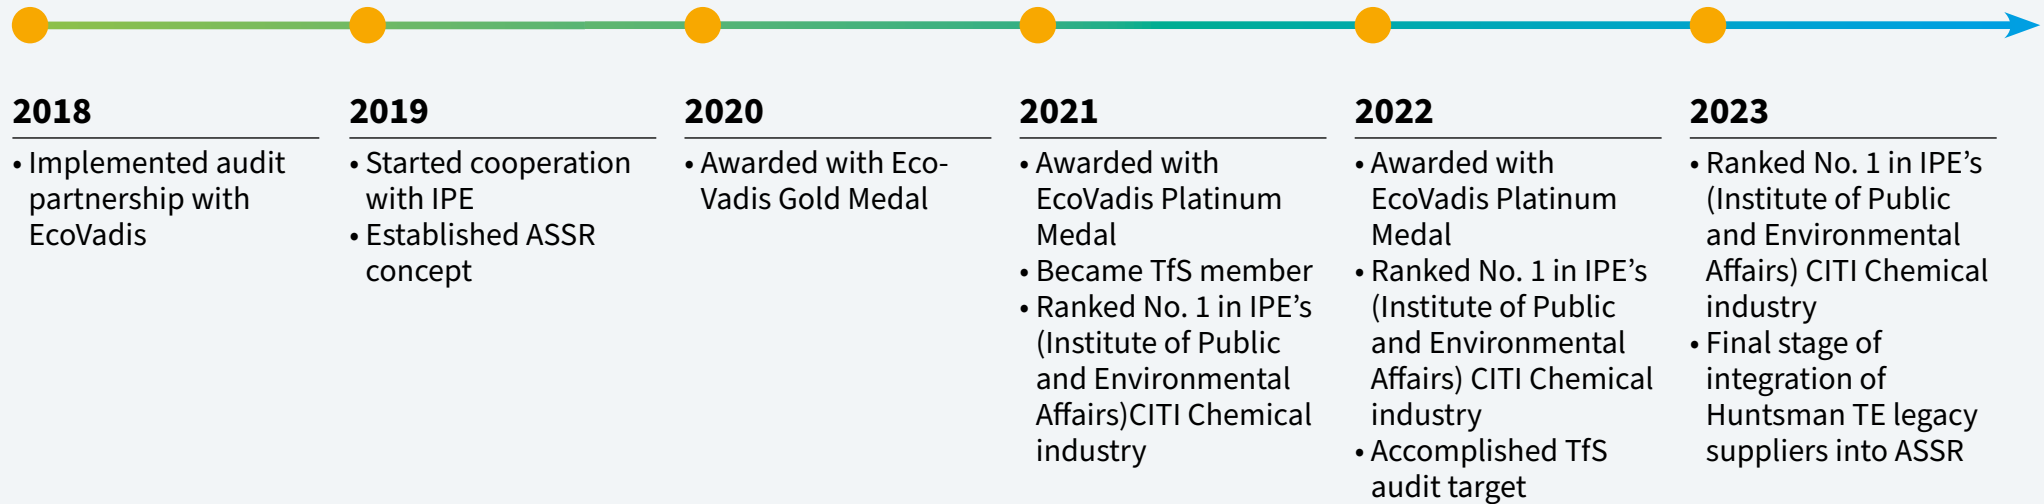 2018
• Implemented audit
partnership with
EcoVadis
2019
• Started cooperation
with IPE
• Established ASSR
concept
2020
• Awarded with Eco-
Vadis Gold Medal
2021
• Awarded with
EcoVadis Platinum
Medal
• Became TfS member
• Ranked No. 1 in IPE’s
(Institute of Public
and Environmental
Affairs)CITI Chemical
industry
2022
• Awarded with
EcoVadis Platinum
Medal
• Ranked No. 1 in IPE’s
(Institute of Public
and Environmental
Affairs) CITI Chemical
industry
• Accomplished TfS
audit target
2023
• Ranked No. 1 in IPE’s
(Institute of Public
and Environmental
Affairs) CITI Chemical
industry
• Final stage of
integration of
Huntsman TE legacy
suppliers into ASSR